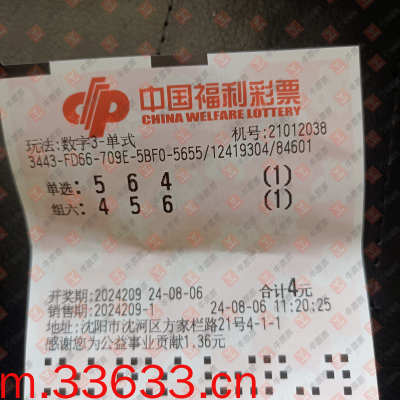 中国福利彩票
CHINA WELFARE LOTTERY
玩法:数字3-单式 机号:21012038
3443-FD66-709E-5BF0-5655/12419304/84601
单选: 5 6 4 (1)
组六: 4 5 6 (1)
开奖期:2024209 24-08-06 合计4元
销售期:2024209-1 24-08-06 11:20:25
地址:沈阳市沈河区方家栏路21号4-1-1
感谢您为公益事业贡献1.36元
m.33633.cn